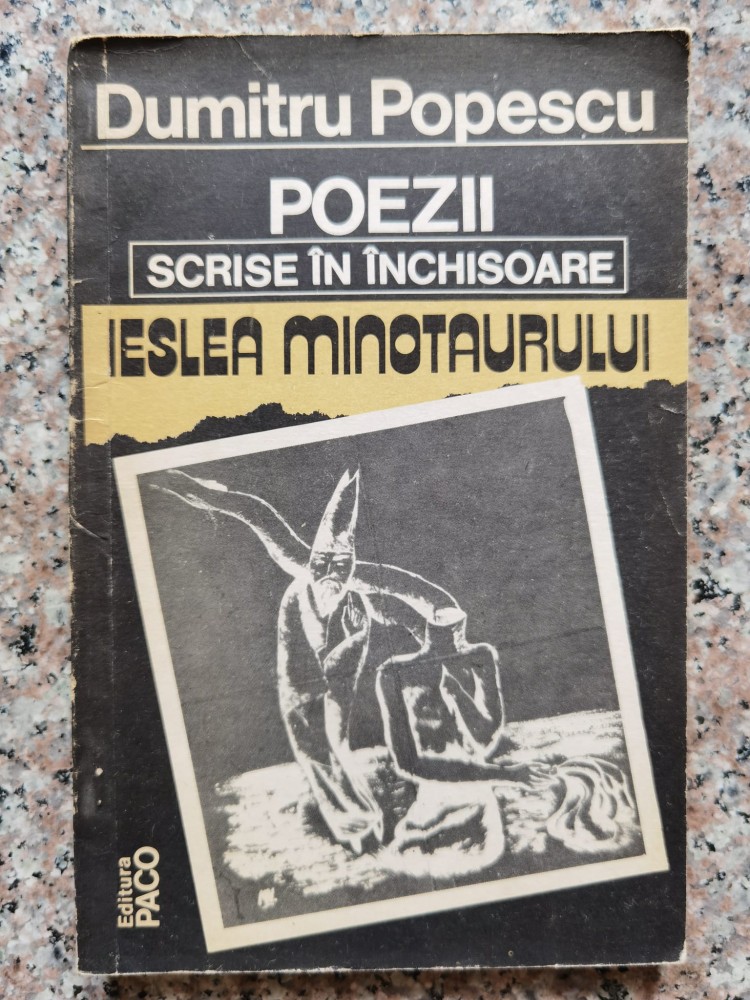 Dumitru Popescu
POEZII
SCRISE ÎN ÎNCHISOARE
IESLEA MINOTAURULUI
Editura
PACO